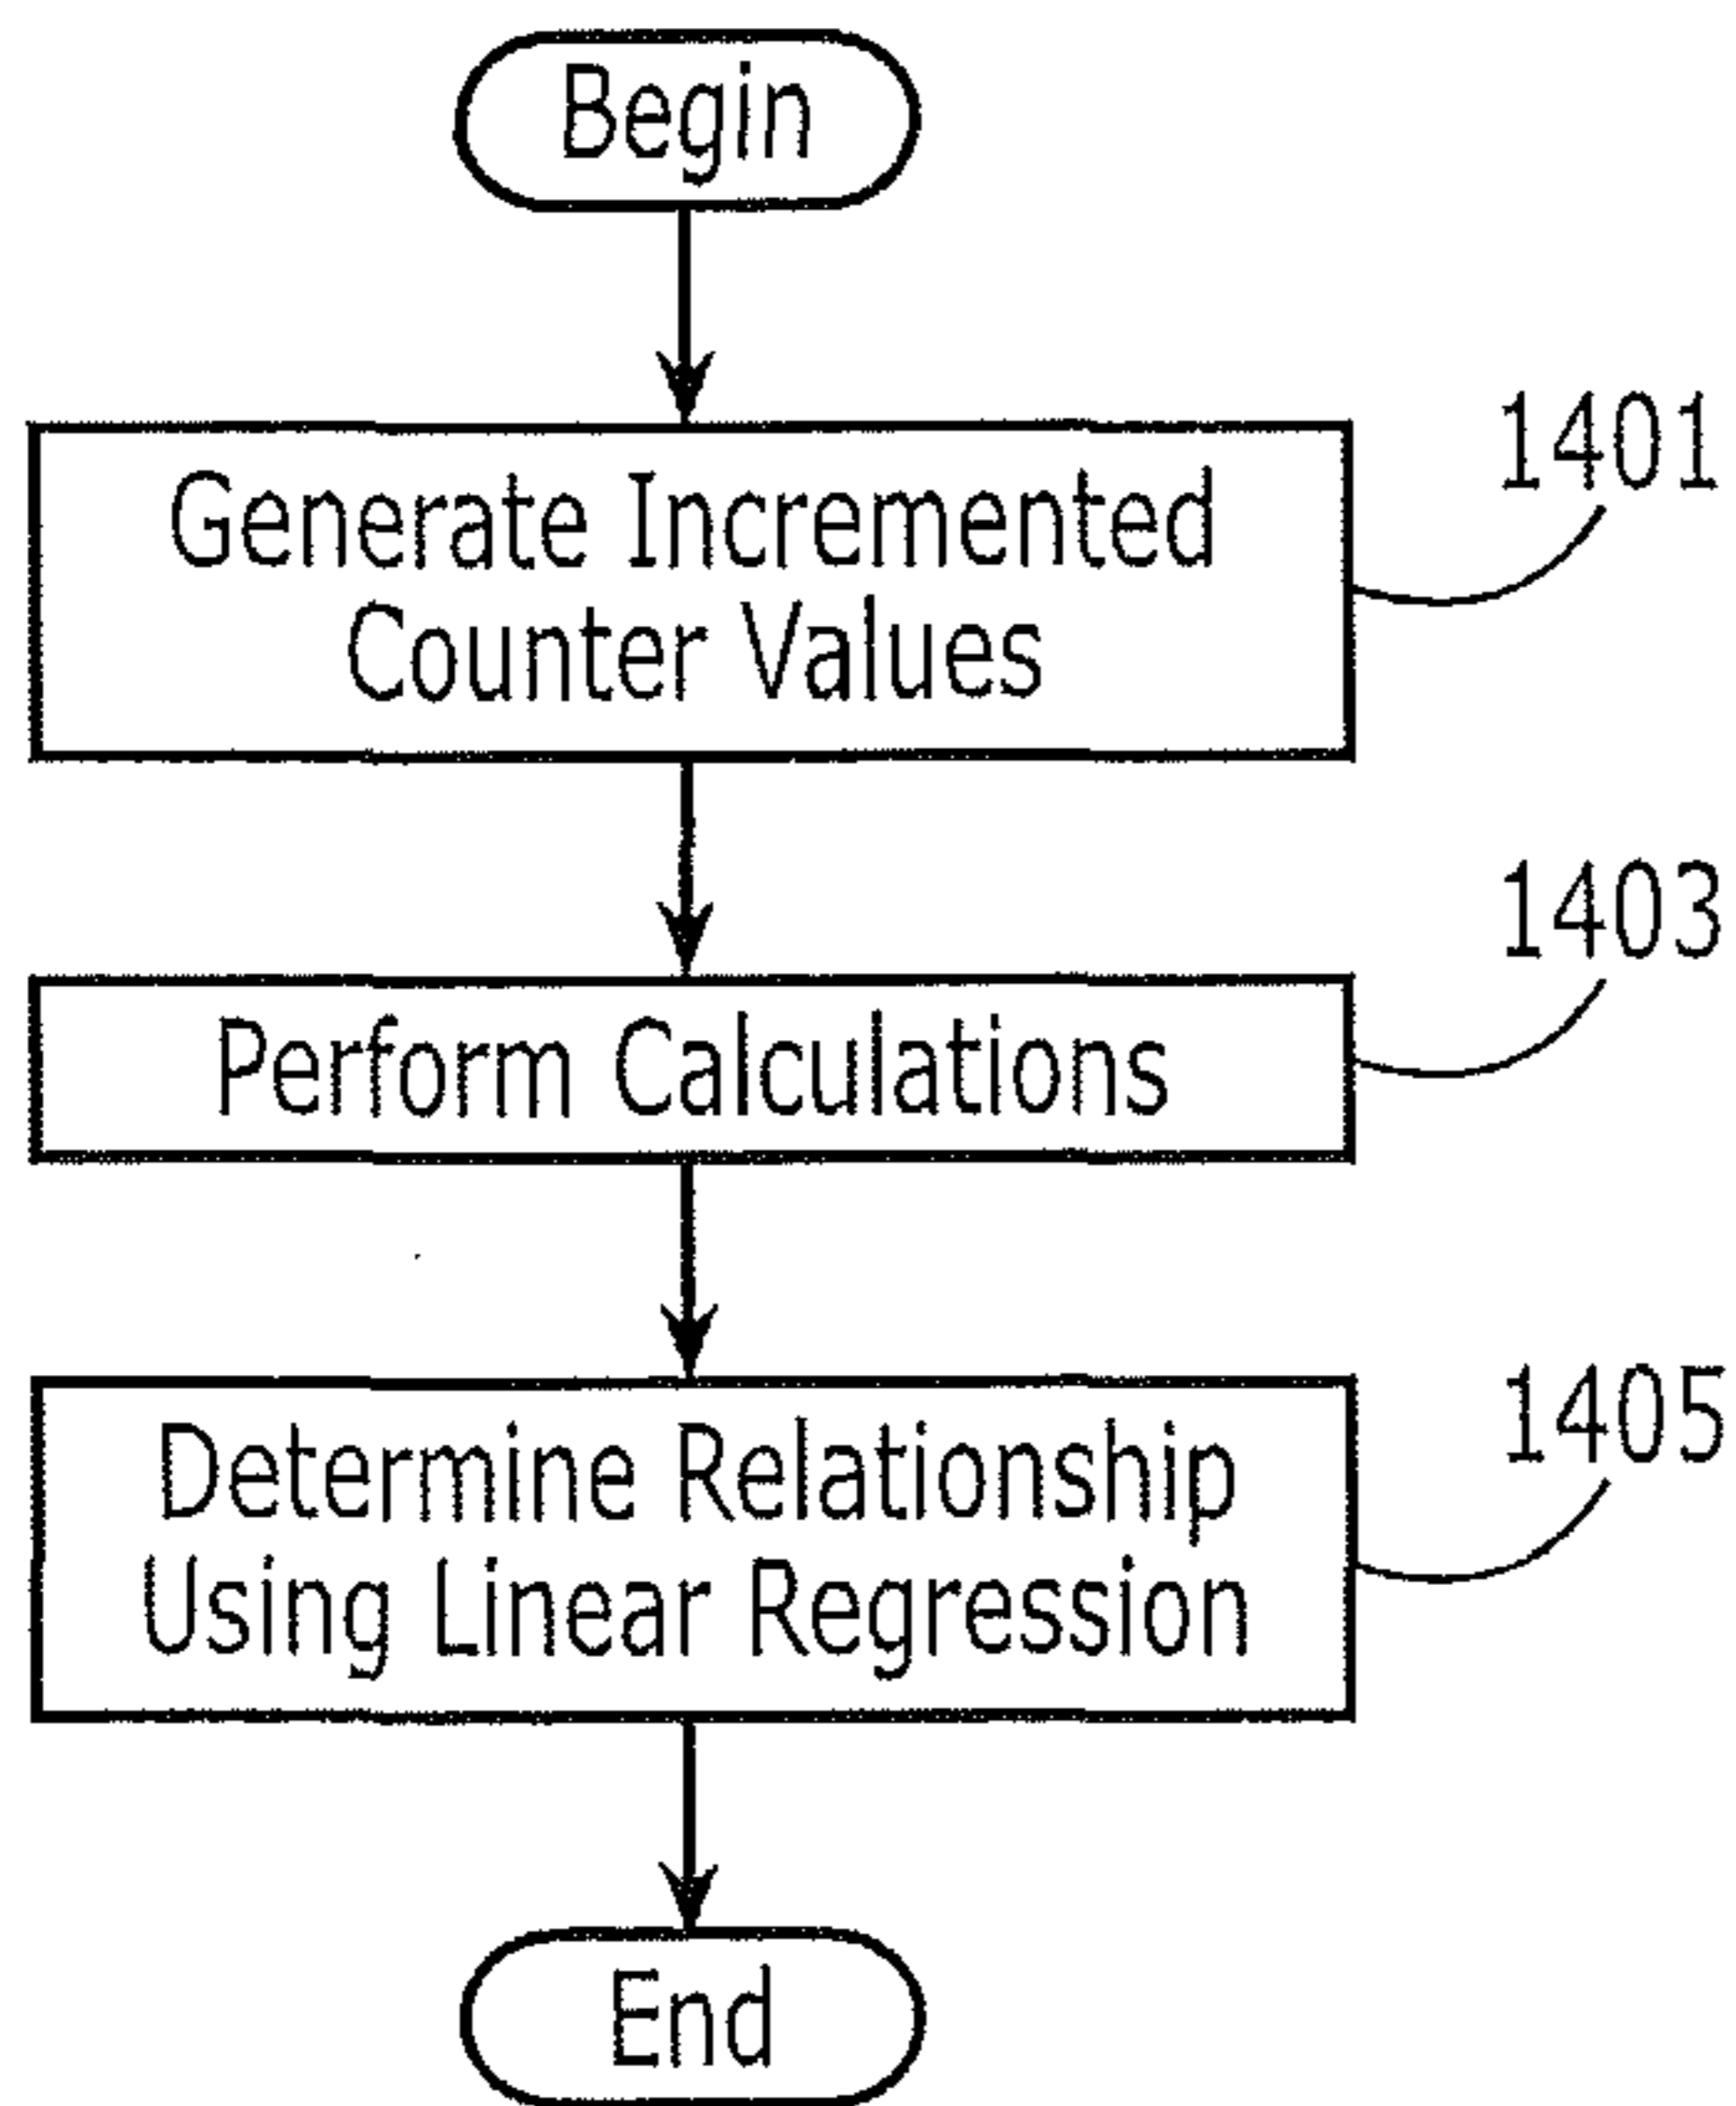 Begin
1401
Generate Incremented
Counter Values
1403
Perform Calculations
1405
Determine Relationship
Using Linear Regression
End